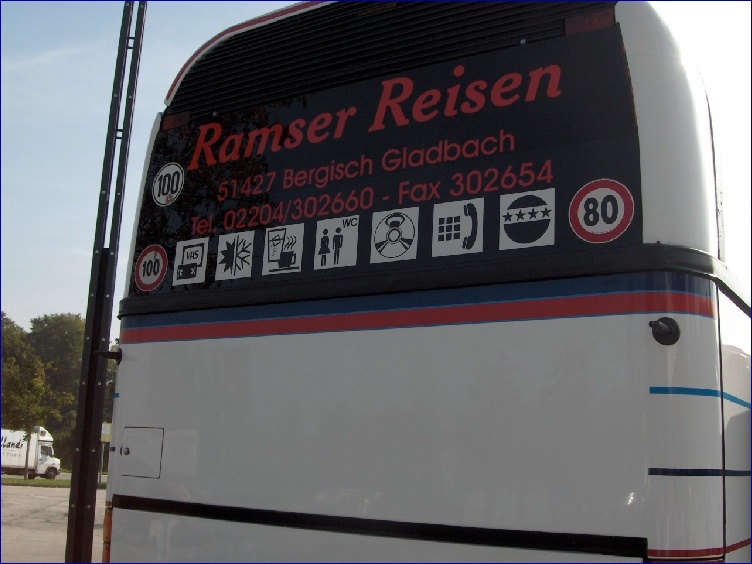 Ramser Reisen
51427 Bergisch Gladbach
Tel. 02204/302660 - Fax 302654
100
100
VHS
WC
80